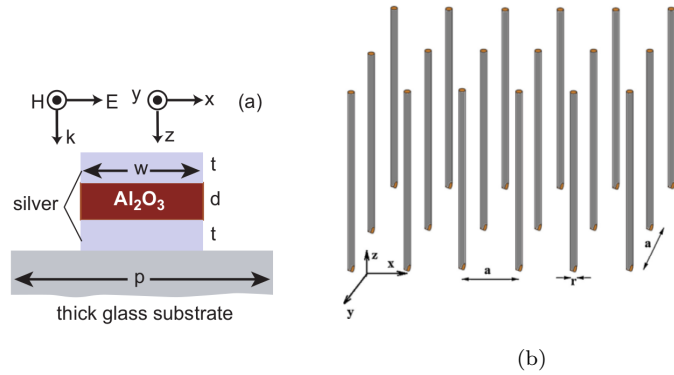 H E y x (a)
k z
w t
silver Al₂O₃ d
t
p
thick glass substrate
z
x
y
a
r
a
(b)